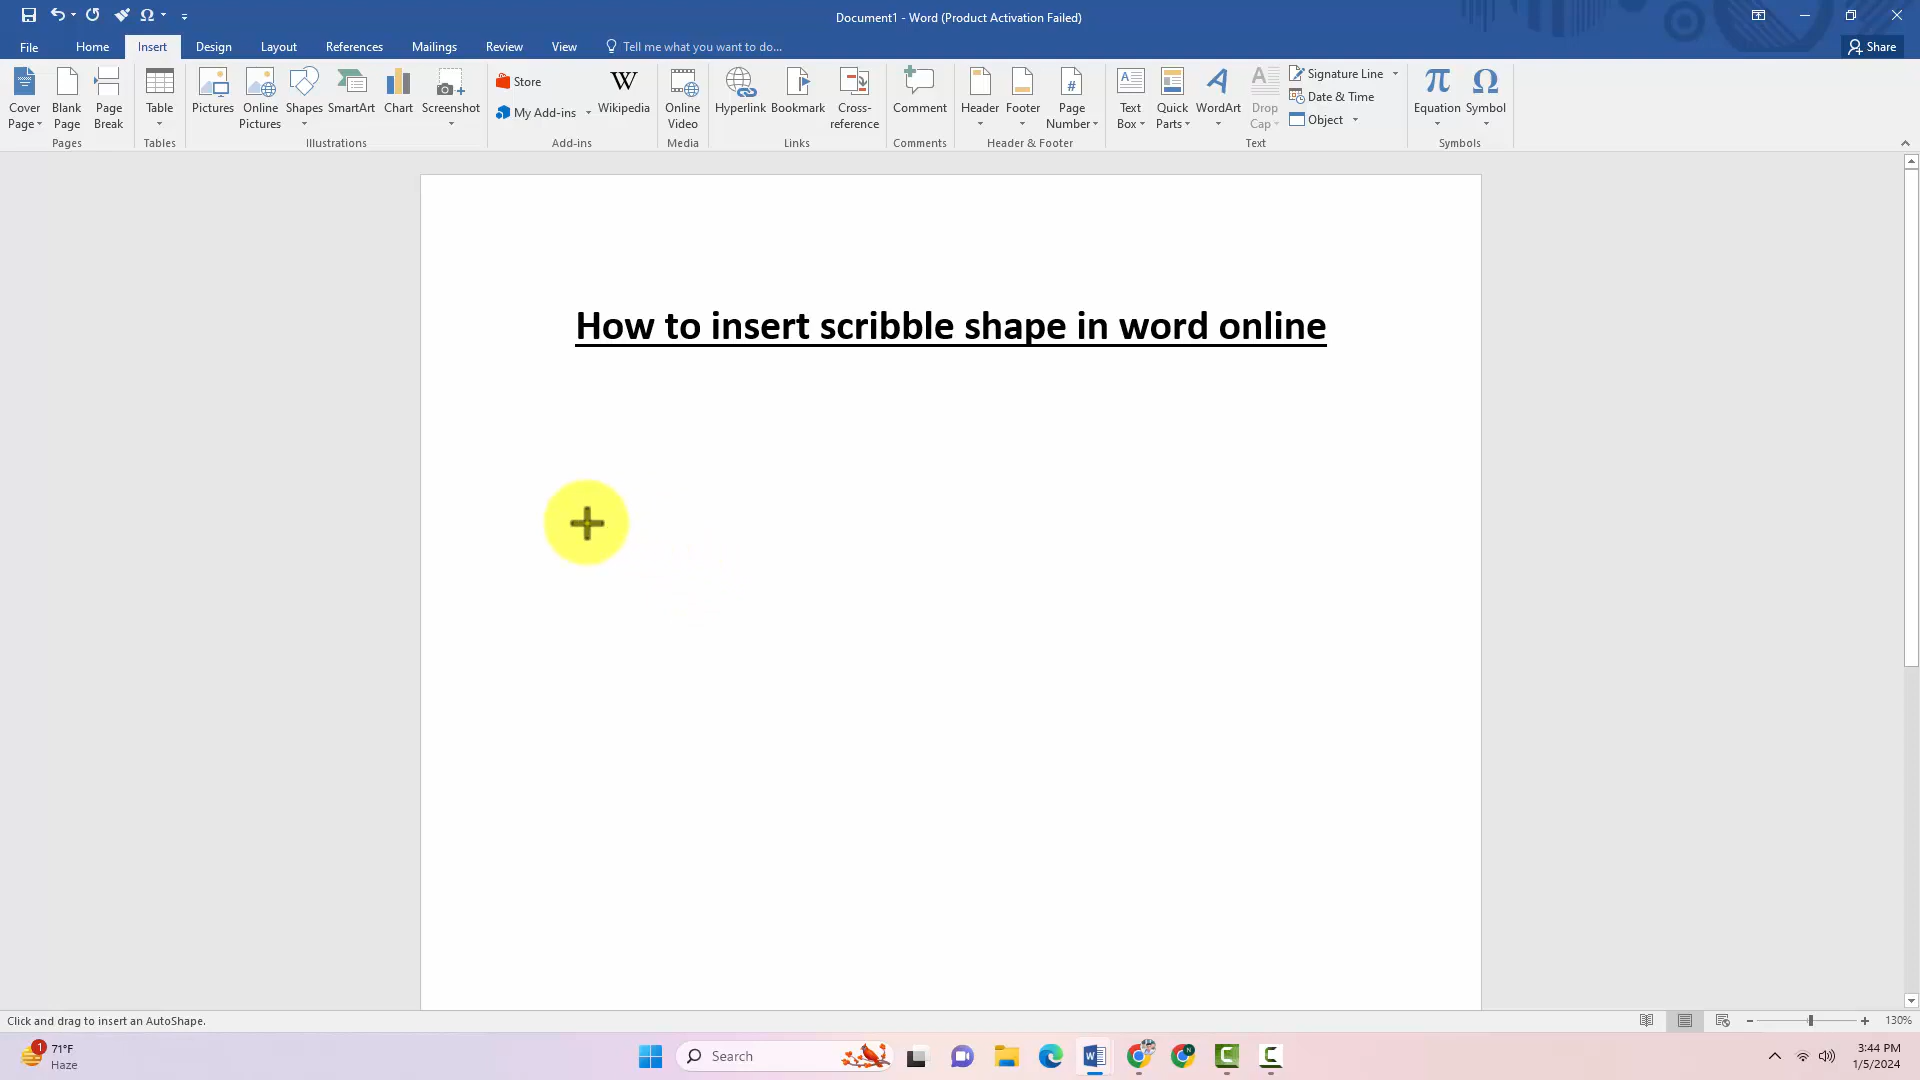 Document1 - Word (Product Activation Failed)
File Home Insert Design Layout References Mailings Review View Tell me what you want to do... Share
Cover Page
Blank Page
Page Break
Pages
Table
Tables
Pictures
Online Pictures
Shapes
SmartArt
Chart
Screenshot
Illustrations
Store
My Add-ins
W
Wikipedia
Add-ins
Online Video
Media
Hyperlink
Bookmark
Cross-reference
Links
Comment
Comments
Header
Footer
#
Page Number
Header & Footer
A
Text Box
Quick Parts
A
WordArt
A
Drop Cap
Signature Line
Date & Time
Object
Text
π
Equation
Ω
Symbol
Symbols
How to insert scribble shape in word online
Click and drag to insert an AutoShape.
130%
1
71°F
Haze
Search
3:44 PM
1/5/2024